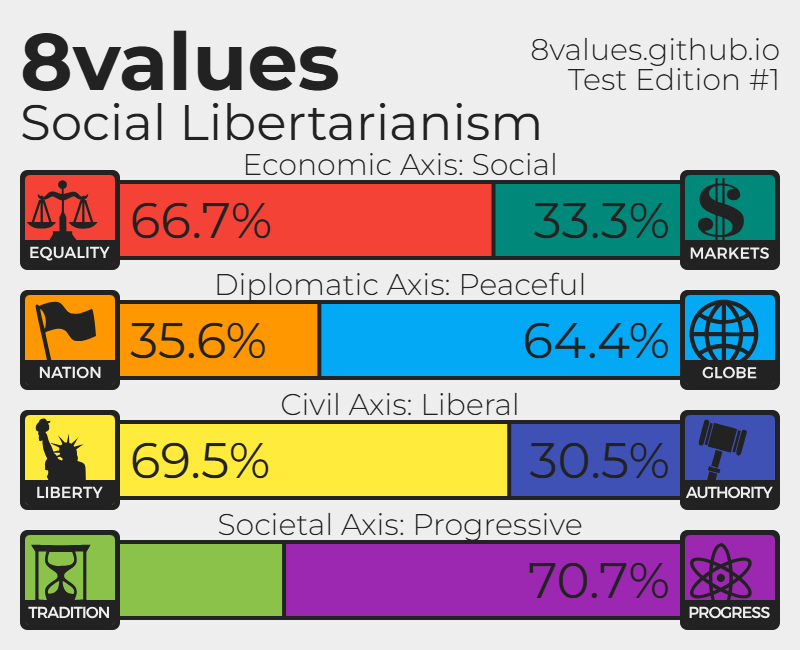 8values
8values.github.io
Test Edition #1
Social Libertarianism
Economic Axis: Social
EQUALITY 66.7% 33.3% MARKETS
Diplomatic Axis: Peaceful
NATION 35.6% 64.4% GLOBE
Civil Axis: Liberal
LIBERTY 69.5% 30.5% AUTHORITY
Societal Axis: Progressive
TRADITION 70.7% PROGRESS